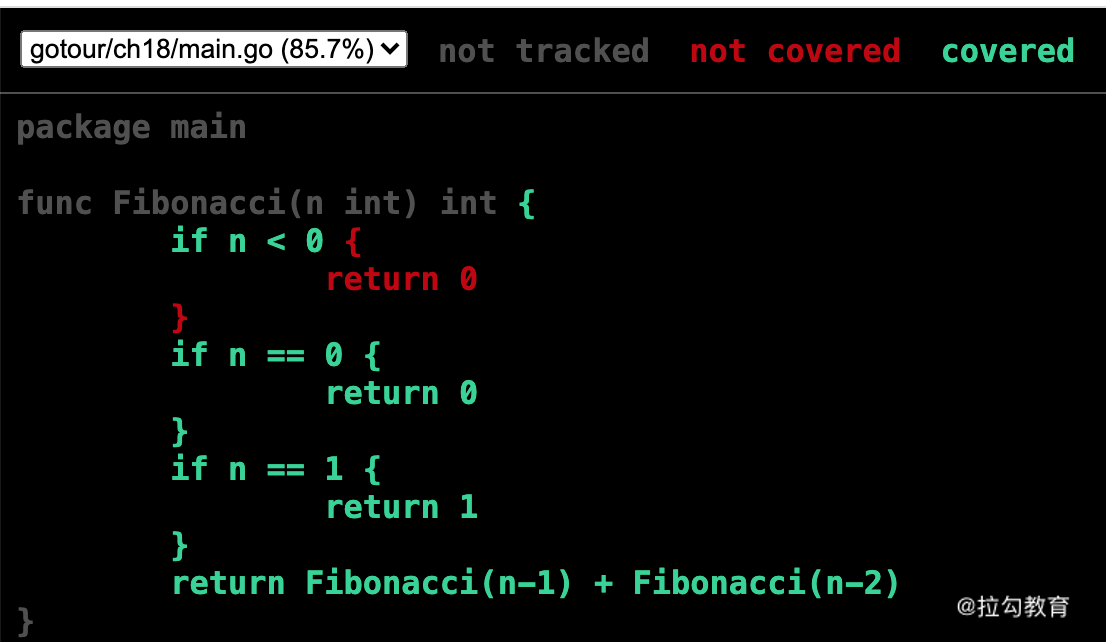 gotour/ch18/main.go (85.7%) not tracked not covered covered
package main
func Fibonacci(n int) int {
if n < 0 {
return 0
}
if n == 0 {
return 0
}
if n == 1 {
return 1
}
return Fibonacci(n-1) + Fibonacci(n-2)
}
@拉勾教育